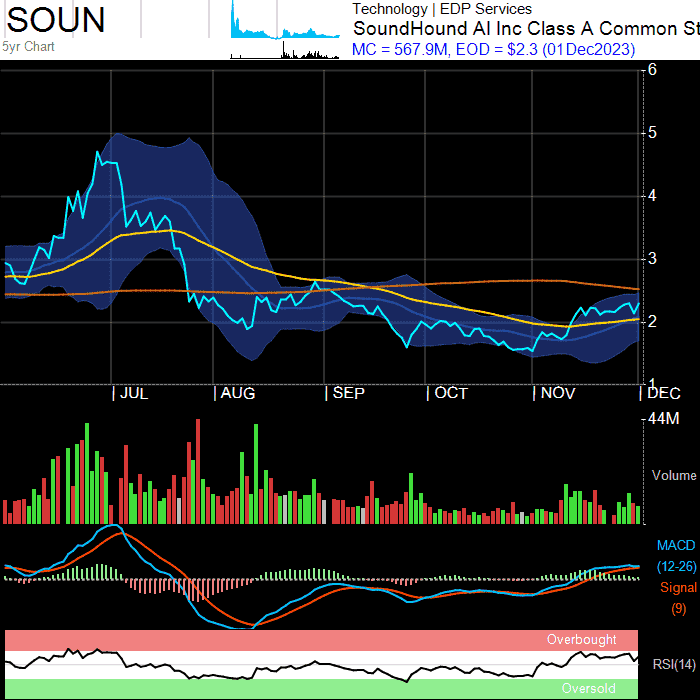 SOUN
5yr Chart
Technology | EDP Services
SoundHound AI Inc Class A Common St
MC = 567.9M, EOD = $2.3 (01Dec2023)
6
5
4
3
2
1
JUL
AUG
SEP
OCT
NOV
DEC
44M
Volume
MACD
(12-26)
Signal
(9)
Overbought
RSI(14)
Oversold